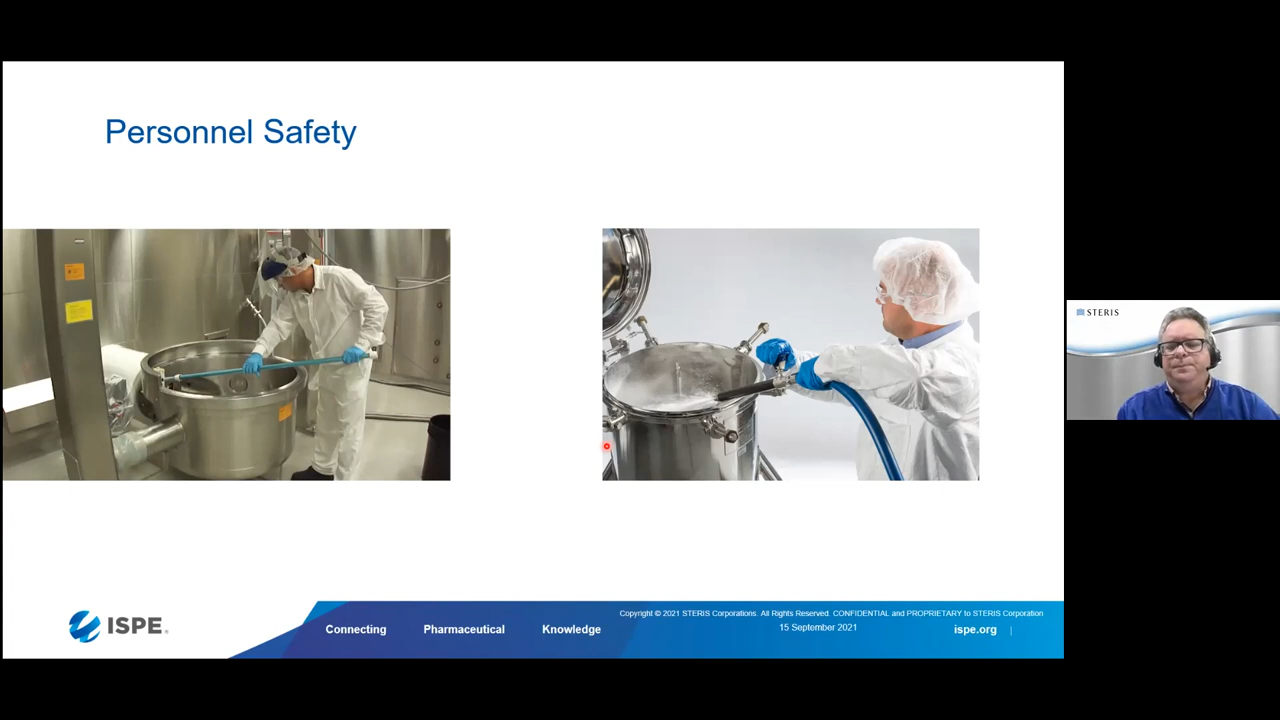 Personnel Safety
STERIS
ISPE
Connecting Pharmaceutical Knowledge
Copyright © 2021 STERIS Corporations. All Rights Reserved. CONFIDENTIAL and PROPRIETARY to STERIS Corporation
15 September 2021
ispe.org |